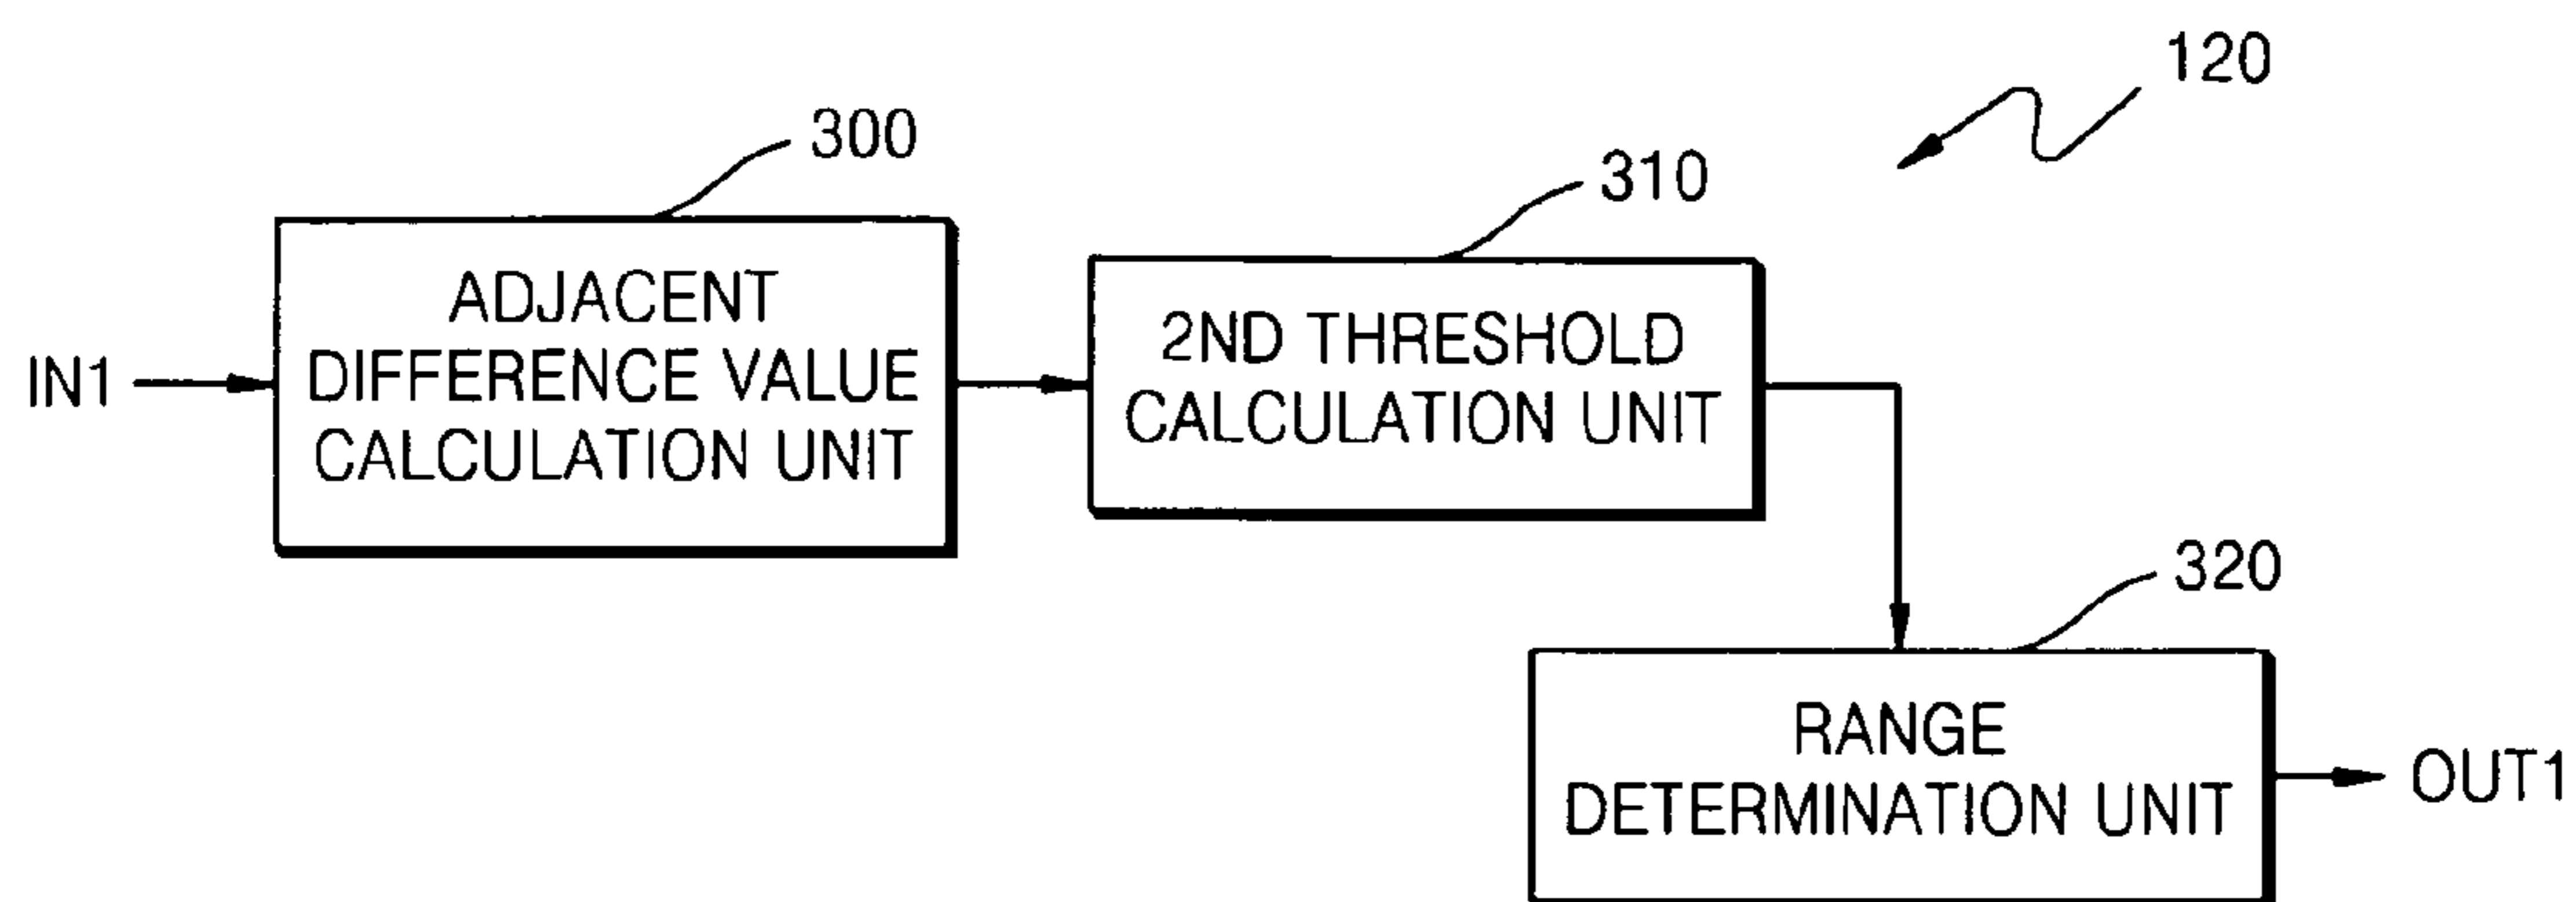 120
300
310
ADJACENT
DIFFERENCE VALUE
CALCULATION UNIT
2ND THRESHOLD
CALCULATION UNIT
IN1
320
RANGE
DETERMINATION UNIT
OUT1